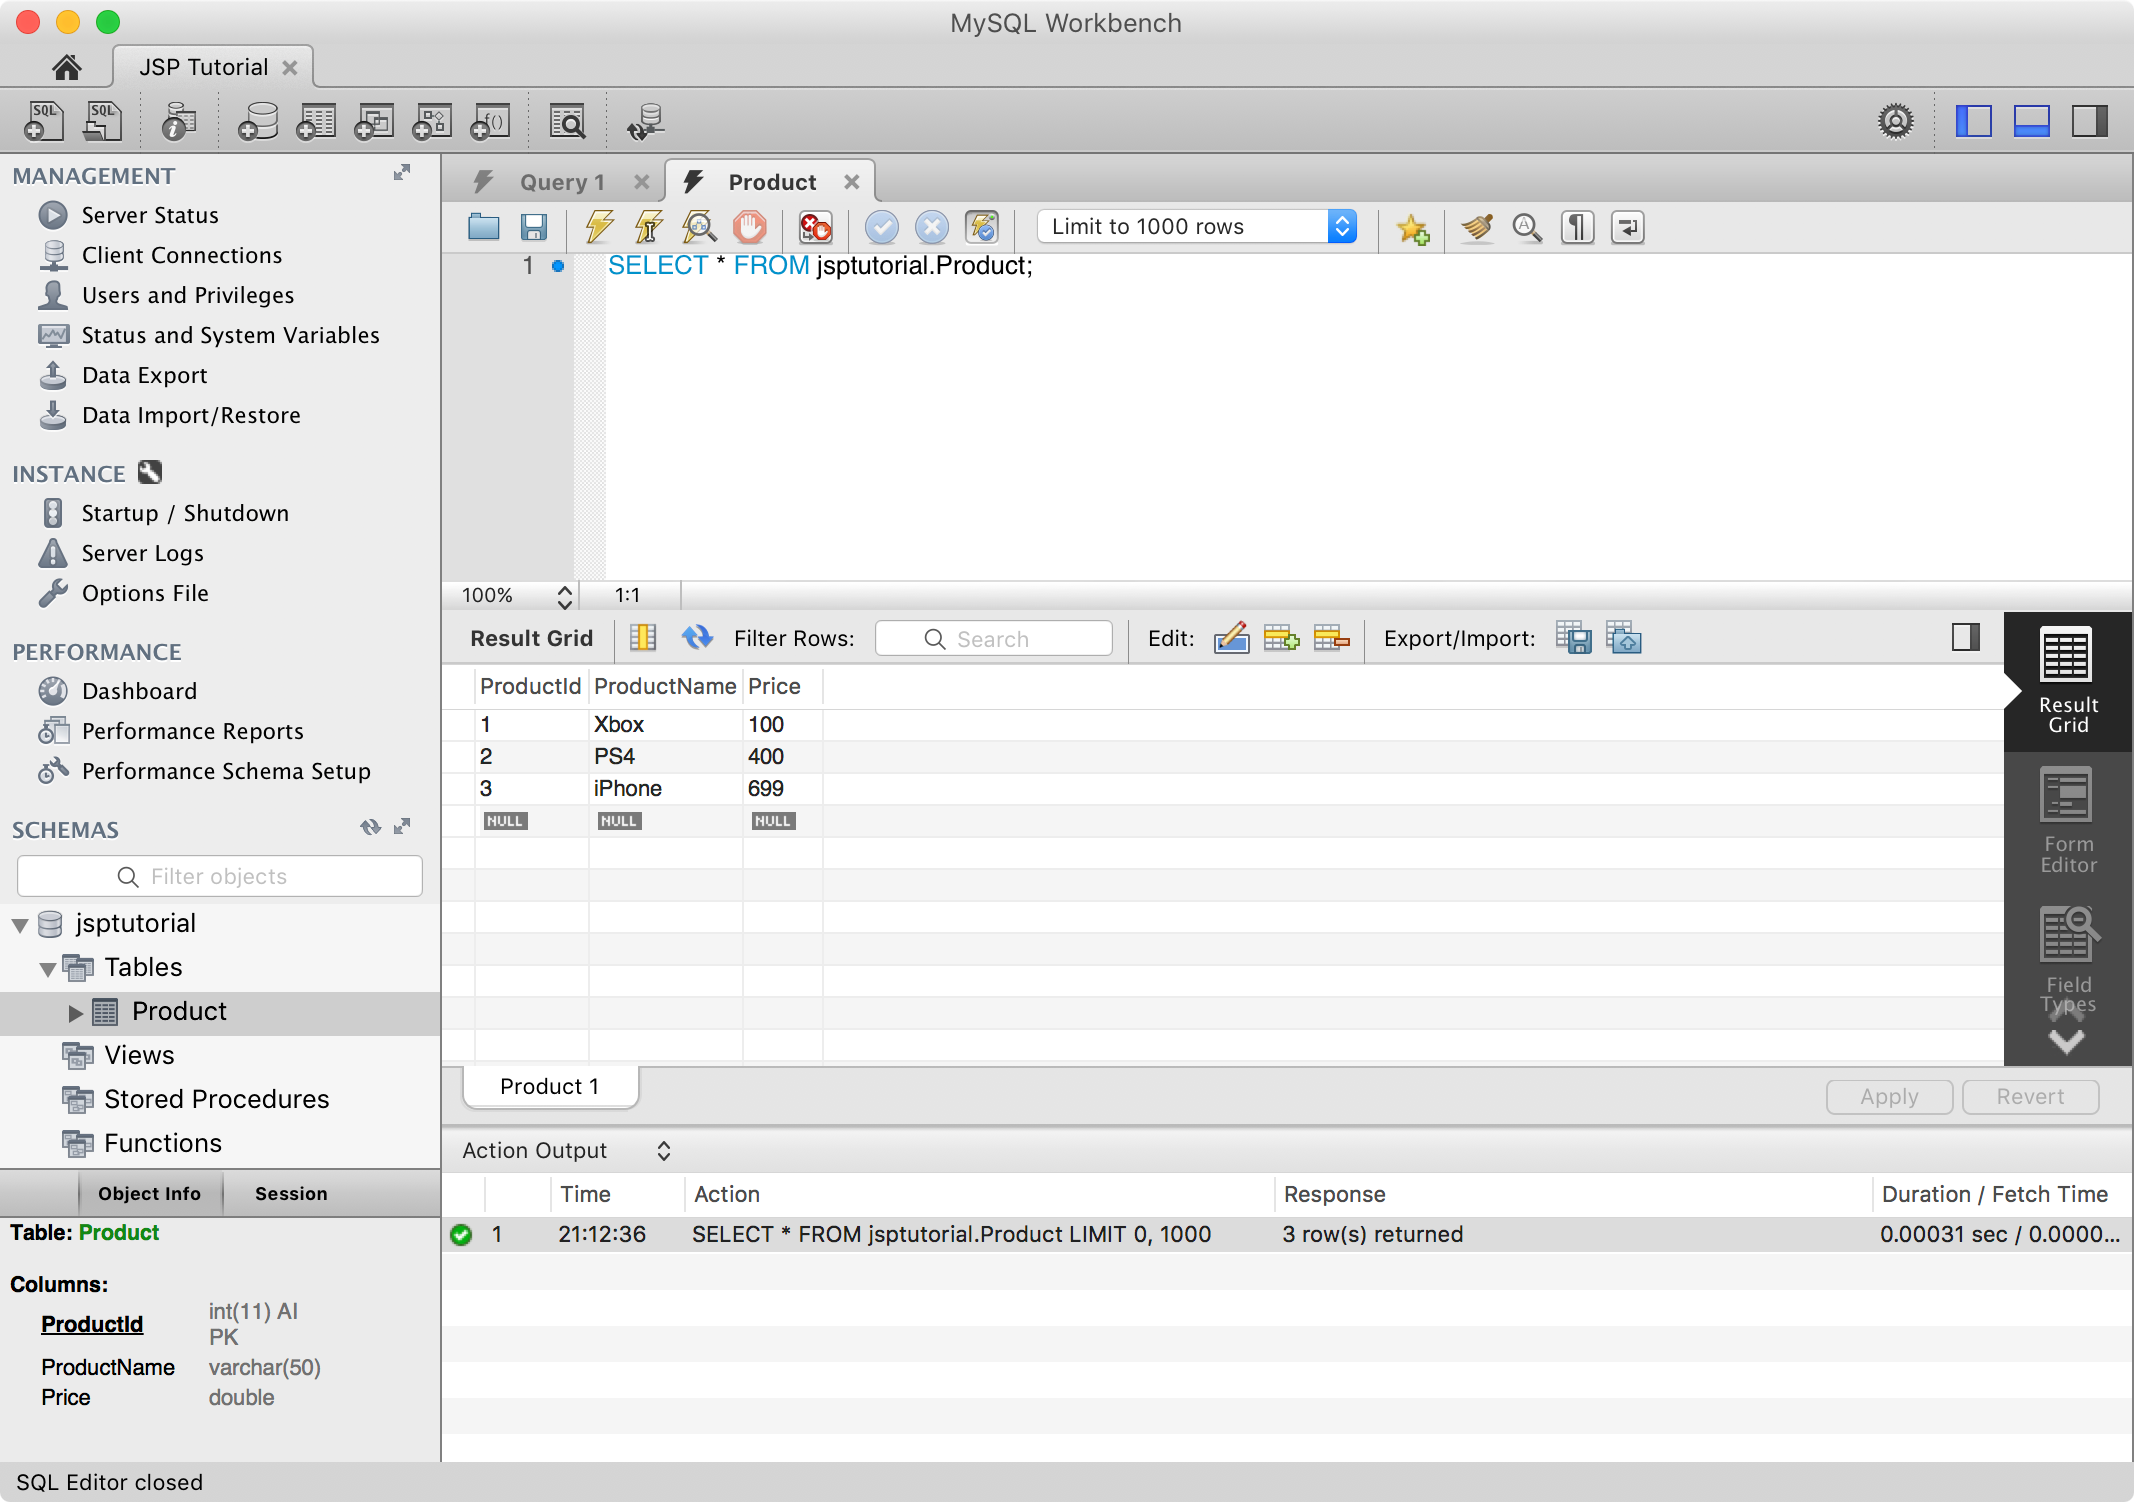 MySQL Workbench
JSP Tutorial
SQL SQL f()
MANAGEMENT
Server Status
Client Connections
Users and Privileges
Status and System Variables
Data Export
Data Import/Restore
INSTANCE
Startup / Shutdown
Server Logs
Options File
PERFORMANCE
Dashboard
Performance Reports
Performance Schema Setup
SCHEMAS
Filter objects
jsptutorial
Tables
Product
Views
Stored Procedures
Functions
Object Info Session
Table: Product
Columns:
ProductId int(11) AI
PK
ProductName varchar(50)
Price double
Query 1 Product
Limit to 1000 rows
1 SELECT * FROM jsptutorial.Product;
100% 1:1
Result Grid Filter Rows: Search Edit: Export/Import:
ProductId ProductName Price
1 Xbox 100
2 PS4 400
3 iPhone 699
NULL NULL NULL
Result
Grid
Form
Editor
Field
Types
Product 1 Apply Revert
Action Output
Time Action Response Duration / Fetch Time
1 21:12:36 SELECT * FROM jsptutorial.Product LIMIT 0, 1000 3 row(s) returned 0.00031 sec / 0.0000...
SQL Editor closed